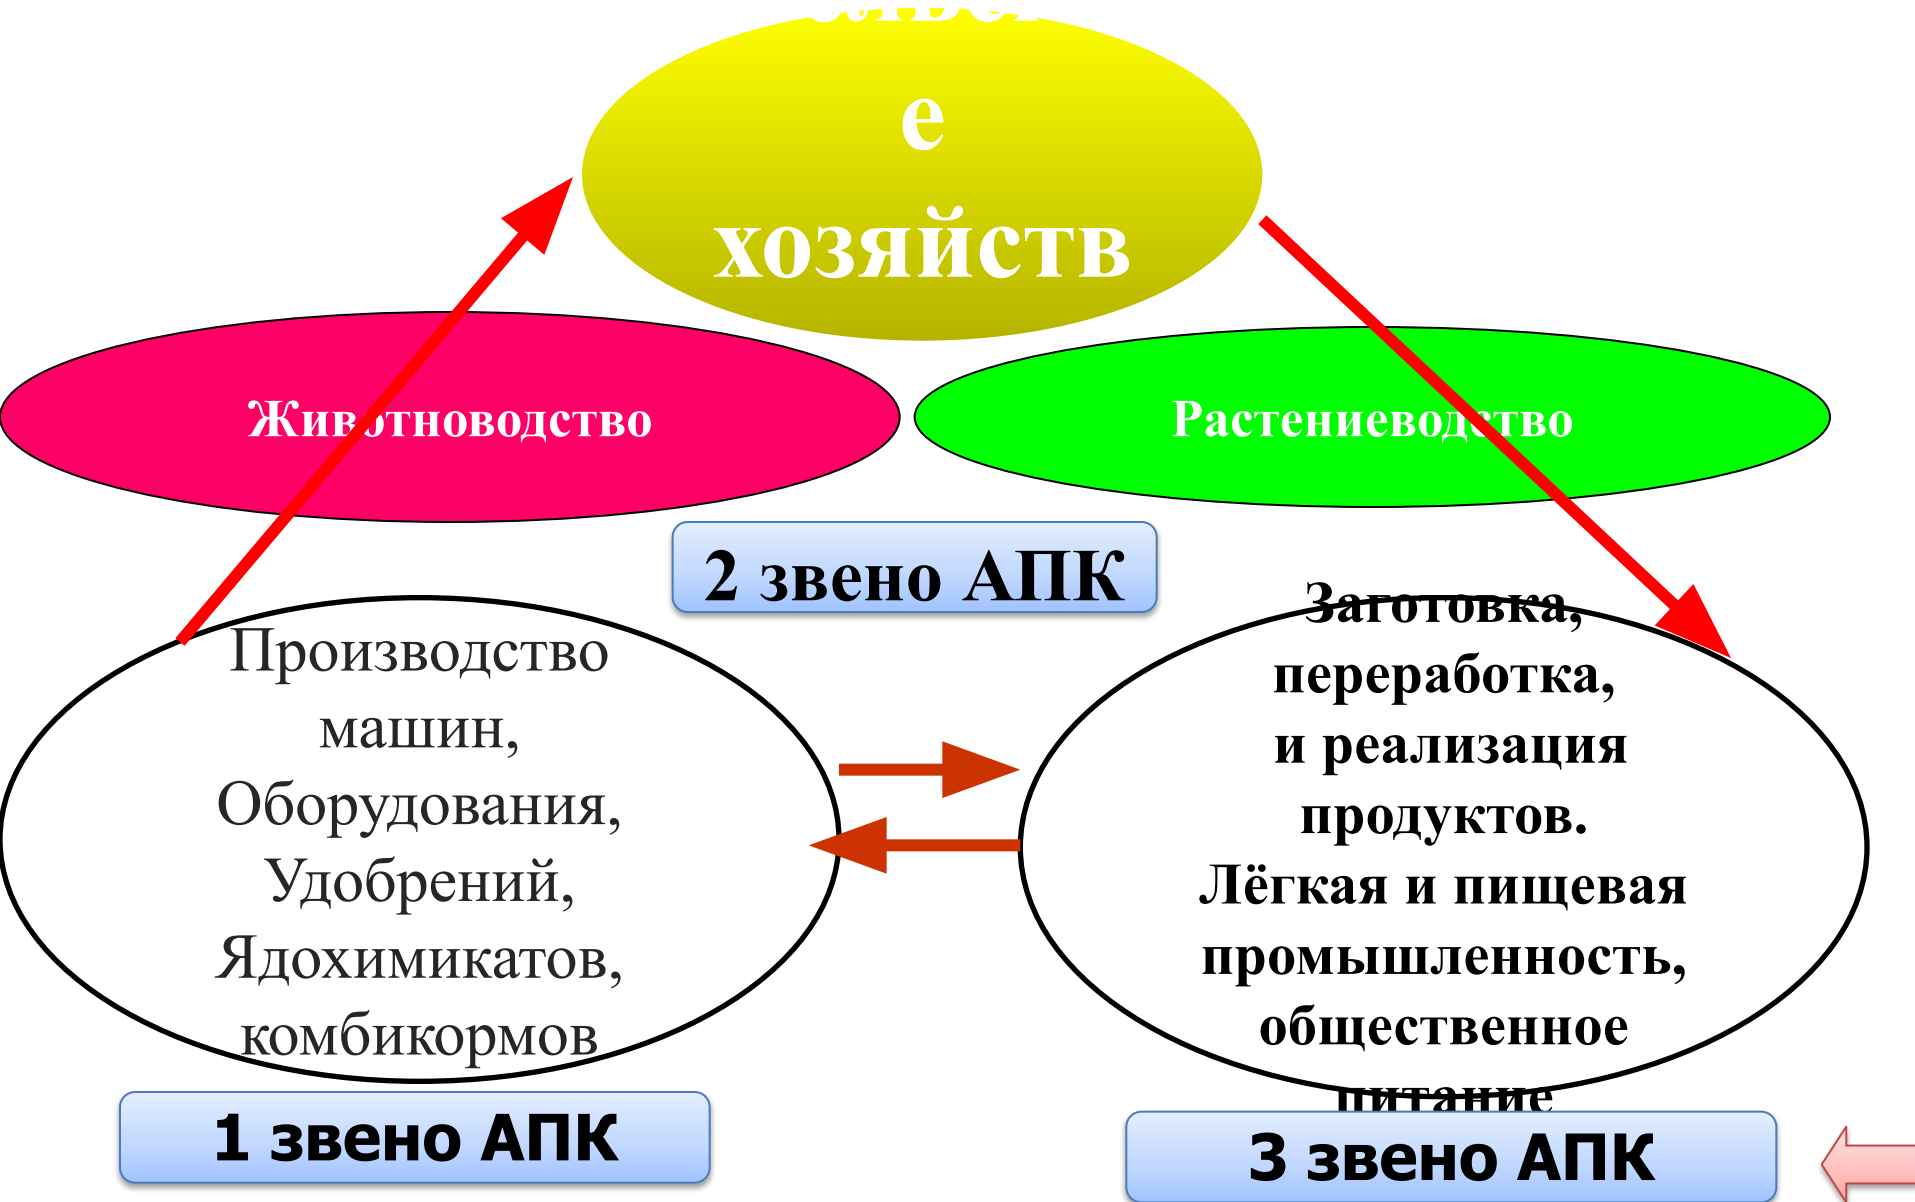 е
хозяйств
Животноводство
Растениеводство
2 звено АПК
Производство
машин,
Оборудования,
Удобрений,
Ядохимикатов,
комбикормов
Заготовка,
переработка,
и реализация
продуктов.
Лёгкая и пищевая
промышленность,
общественное
питание
1 звено АПК
3 звено АПК